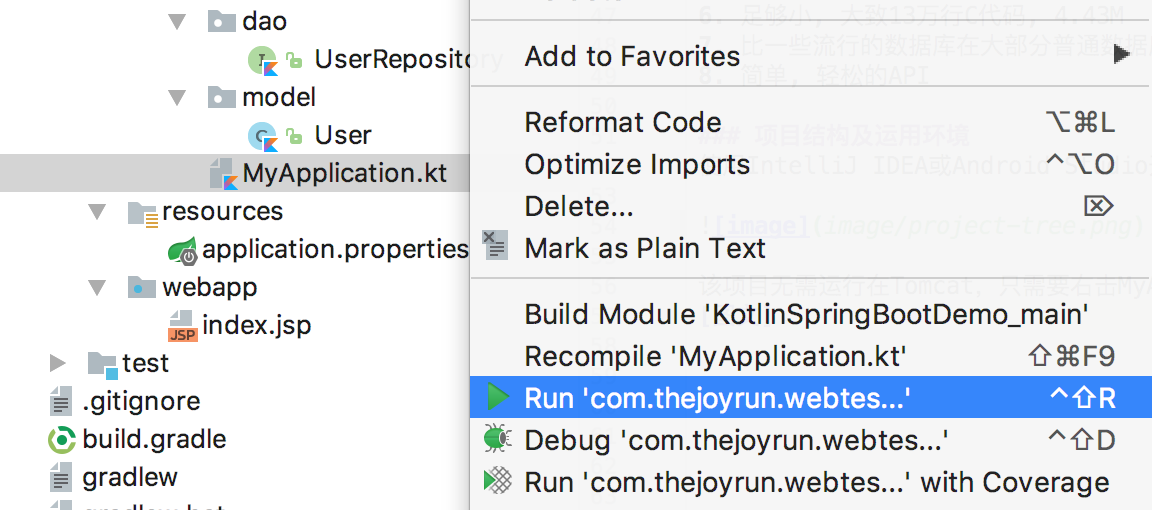 dao
UserRepository
model
User
MyApplication.kt
resources
application.properties
webapp
JSP
index.jsp
test
.gitignore
build.gradle
gradlew
6. 足够小, 大致13万行C代码, 4.43M
比一些流行的数据库在大部分普通数据
8. 简单, 轻松的API
Add to Favorites
Reformat Code ⌥⌘L
## 项目结构及运用环境
Optimize Imports ^⌥O
IntelliJ IDEA或Android Studio
Delete... ⌦
![image](image/project-tree.png)
Mark as Plain Text
该项目无需运行在Tomcat, 只需要右击MyA
Build Module 'KotlinSpringBootDemo_main'
Recompile 'MyApplication.kt' ⇧⌘F9
Run 'com.thejoyrun.webtes...' ^⇧R
Debug 'com.thejoyrun.webtes...' ^⇧D
Run 'com.thejoyrun.webtes...' with Coverage